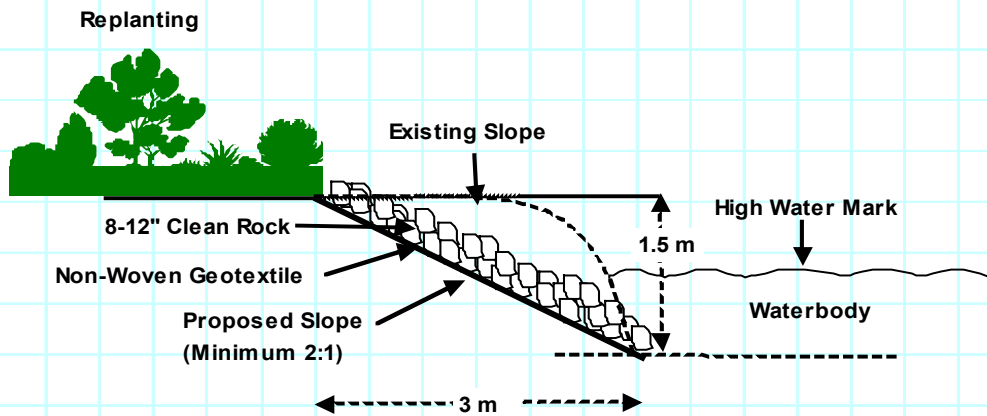 Replanting
Existing Slope
High Water Mark
8-12" Clean Rock
1.5 m
Non-Woven Geotextile
Waterbody
Proposed Slope
(Minimum 2:1)
3 m